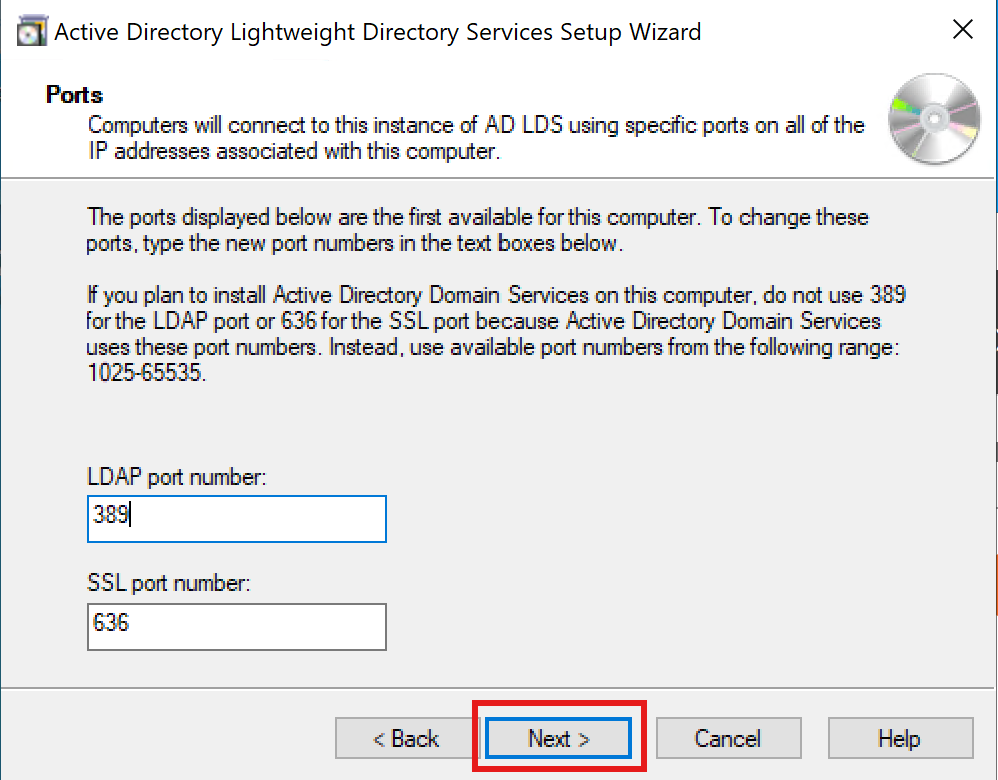 Active Directory Lightweight Directory Services Setup Wizard
Ports
Computers will connect to this instance of AD LDS using specific ports on all of the
IP addresses associated with this computer.
The ports displayed below are the first available for this computer. To change these
ports, type the new port numbers in the text boxes below.
If you plan to install Active Directory Domain Services on this computer, do not use 389
for the LDAP port or 636 for the SSL port because Active Directory Domain Services
uses these port numbers. Instead, use available port numbers from the following range:
1025-65535.
LDAP port number:
389
SSL port number:
636
< Back Next > Cancel Help